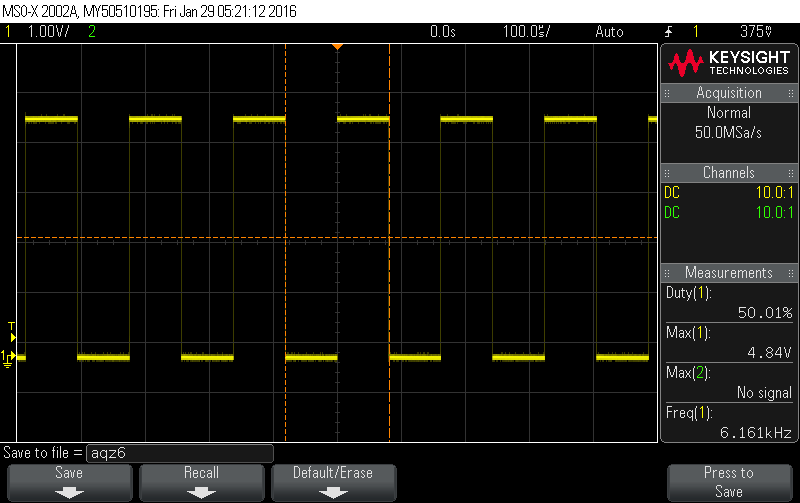 MSO-X 2002A, MY50510195: Fri Jan 29 05:21:12 2016
1 1.00V/ 2 0.0s 100.0us/ Auto 1 375mV
KEYSIGHT
TECHNOLOGIES
Acquisition
Normal
50.0MSa/s
Channels
DC 10.0:1
DC 10.0:1
Measurements
Duty(1):
50.01%
Max(1):
4.84V
Max(2):
No signal
Freq(1):
6.161kHz
T
1
Save to file = aqz6
Save Recall Default/Erase Press to
Save